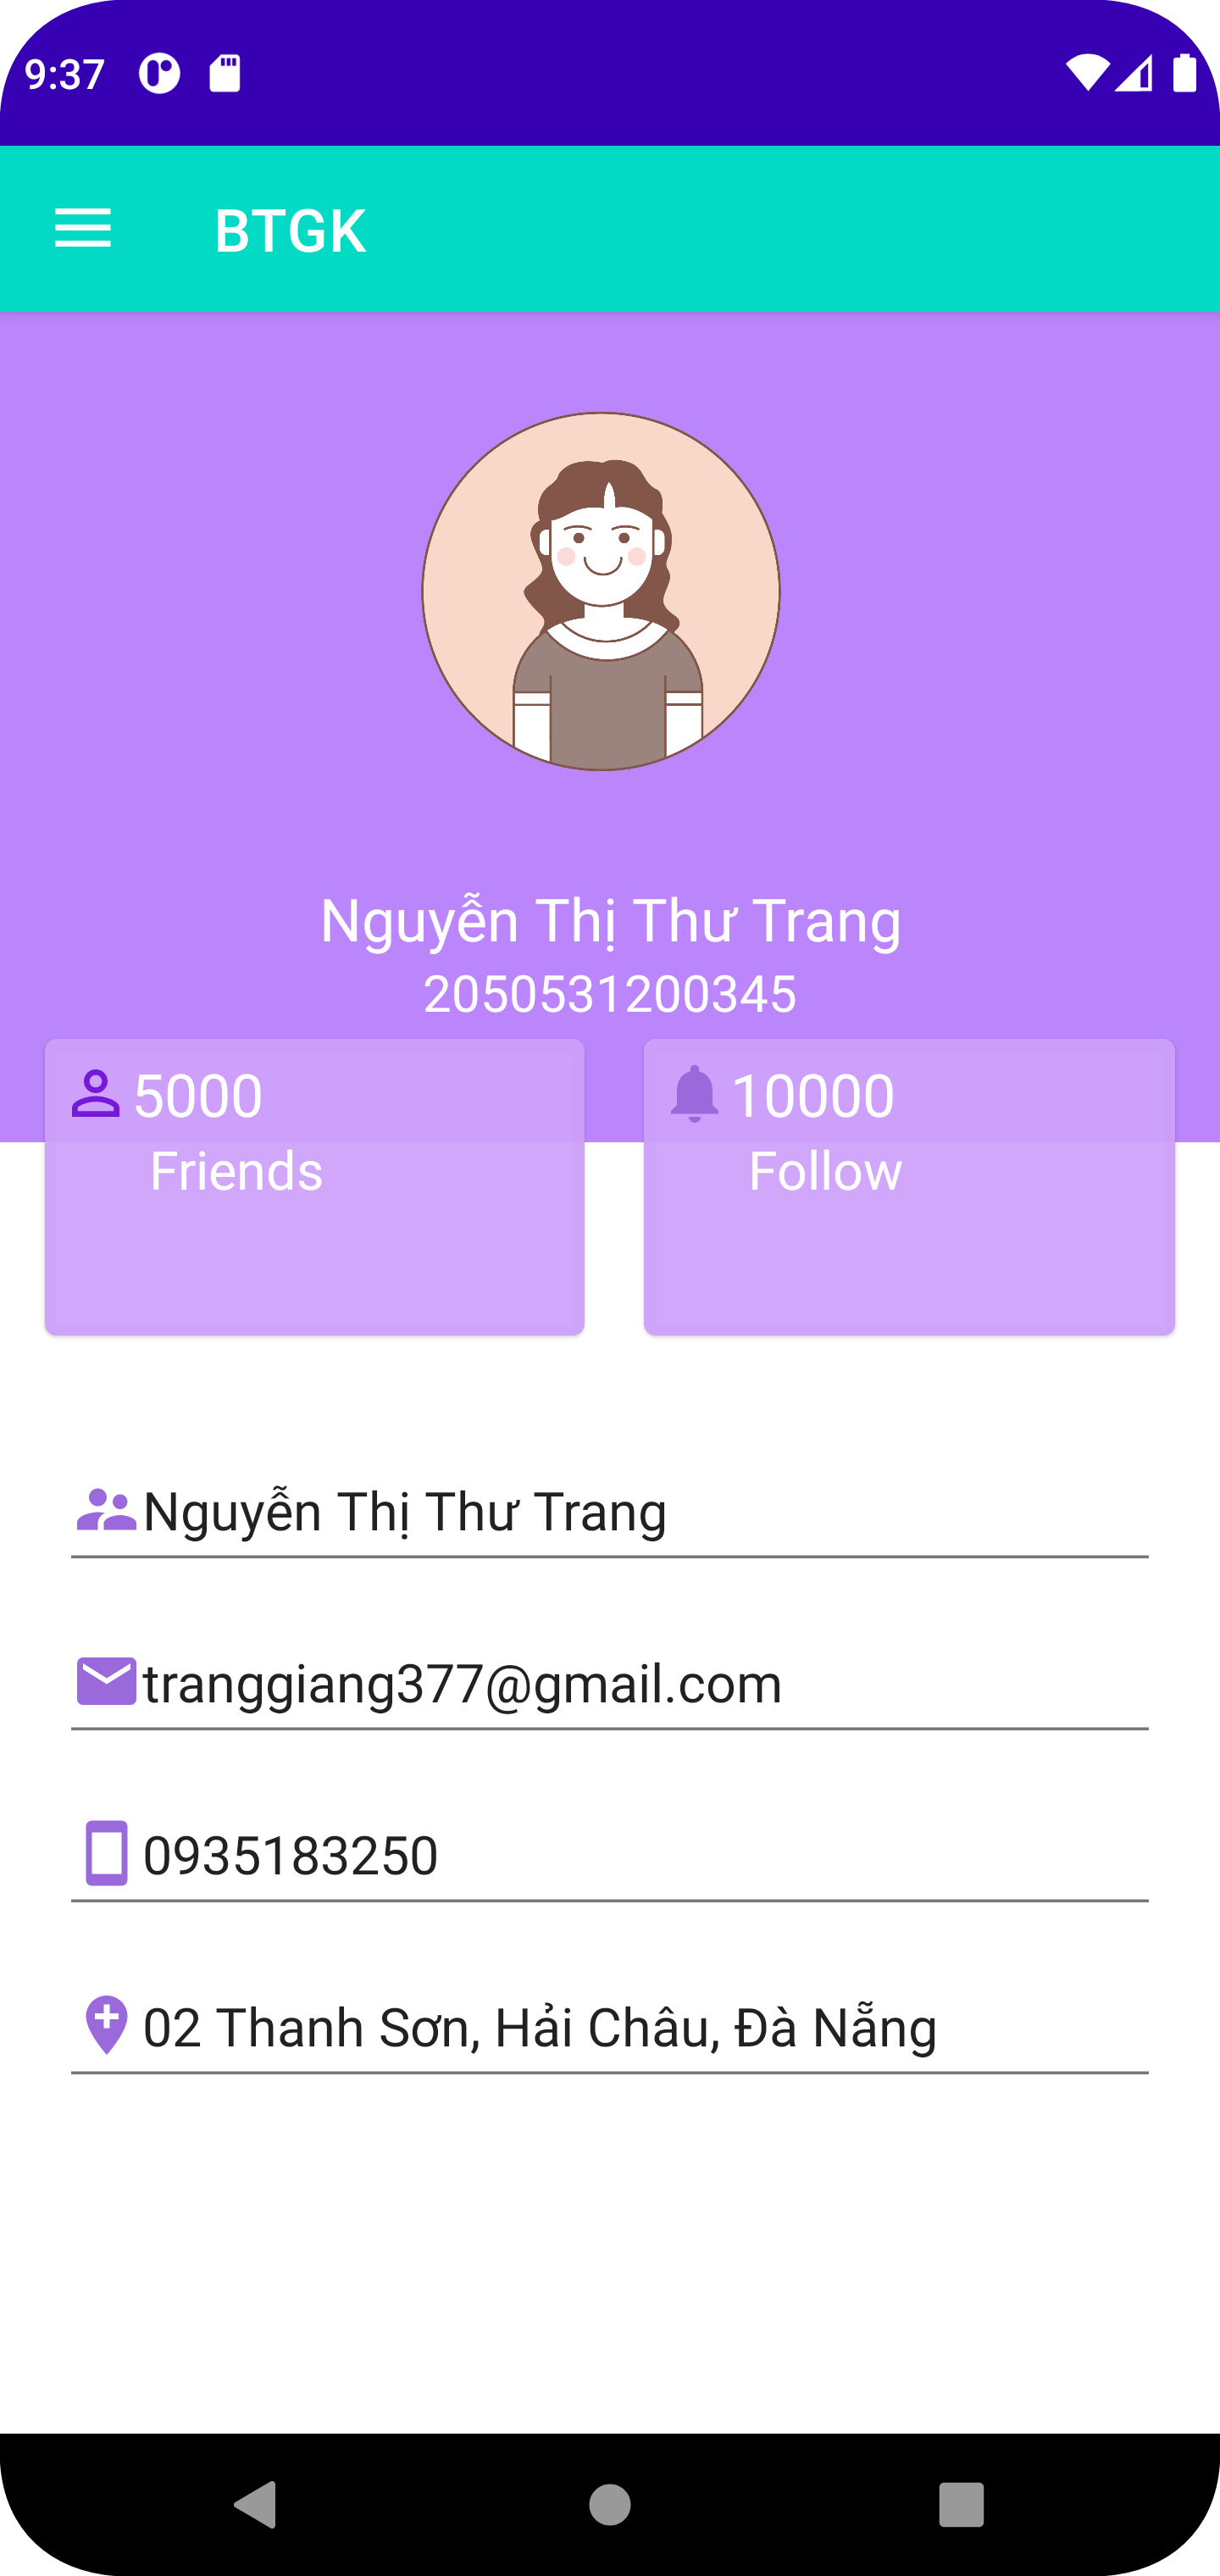 9:37
BTGK
Nguyễn Thị Thư Trang
2050531200345
5000
Friends
10000
Follow
Nguyễn Thị Thư Trang
tranggiang377@gmail.com
0935183250
02 Thanh Sơn, Hải Châu, Đà Nẵng